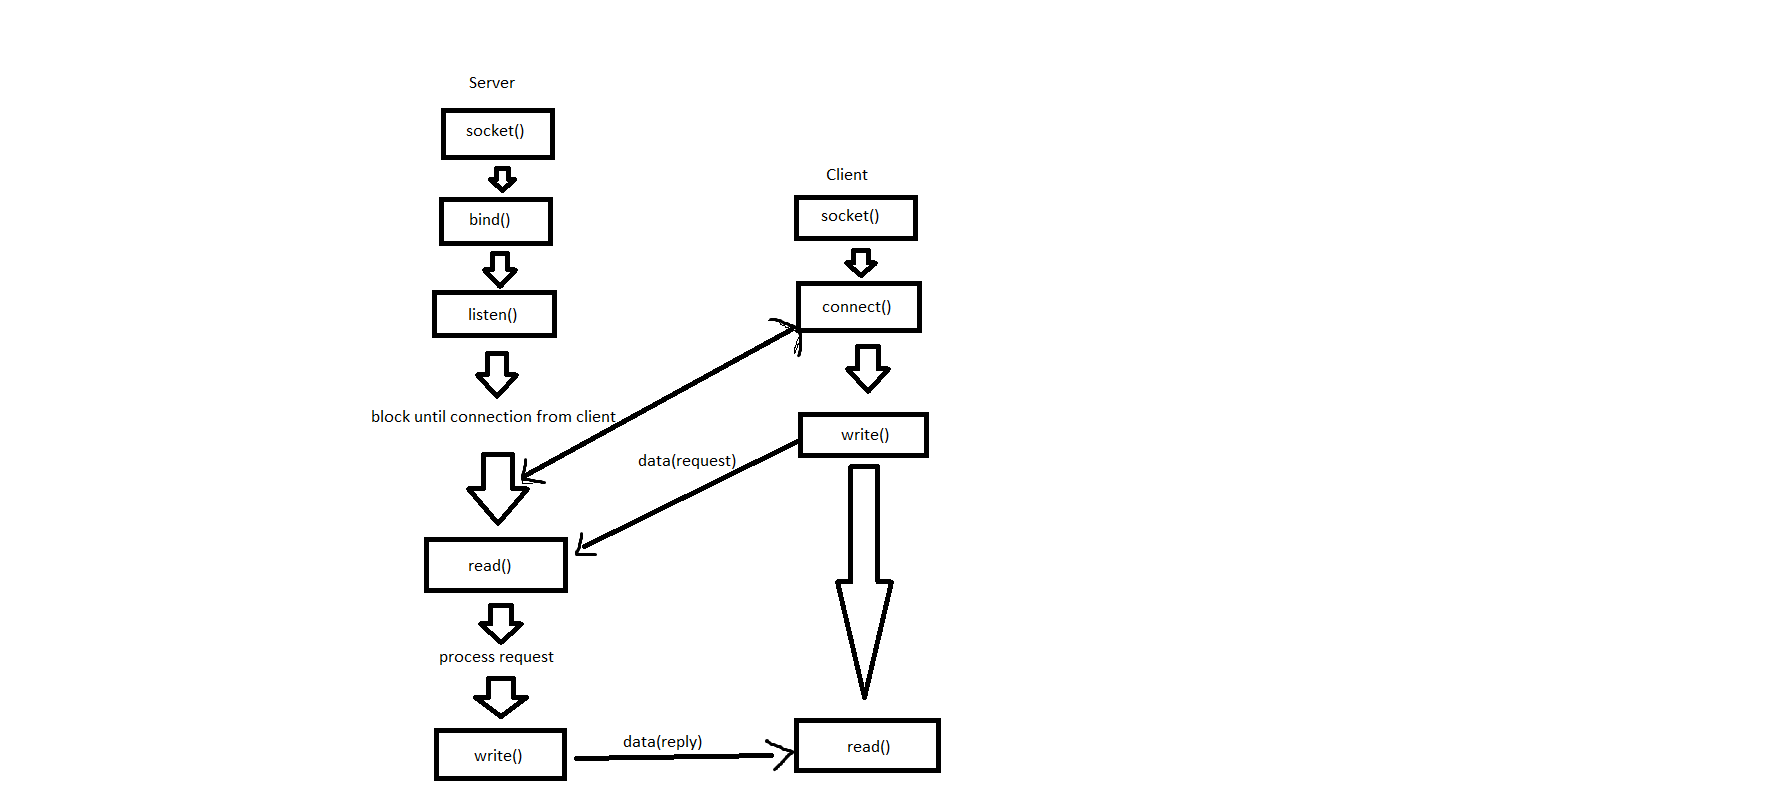 Server
socket()
bind()
listen()
block until connection from client
read()
process request
write()
Client
socket()
connect()
write()
read()
data(request)
data(reply)